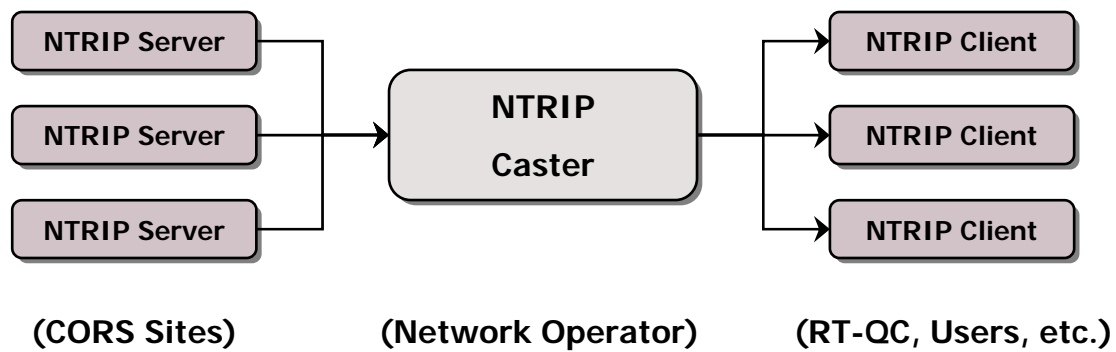 NTRIP Server
NTRIP Server
NTRIP Server
NTRIP
Caster
NTRIP Client
NTRIP Client
NTRIP Client
(CORS Sites)
(Network Operator)
(RT-QC, Users, etc.)